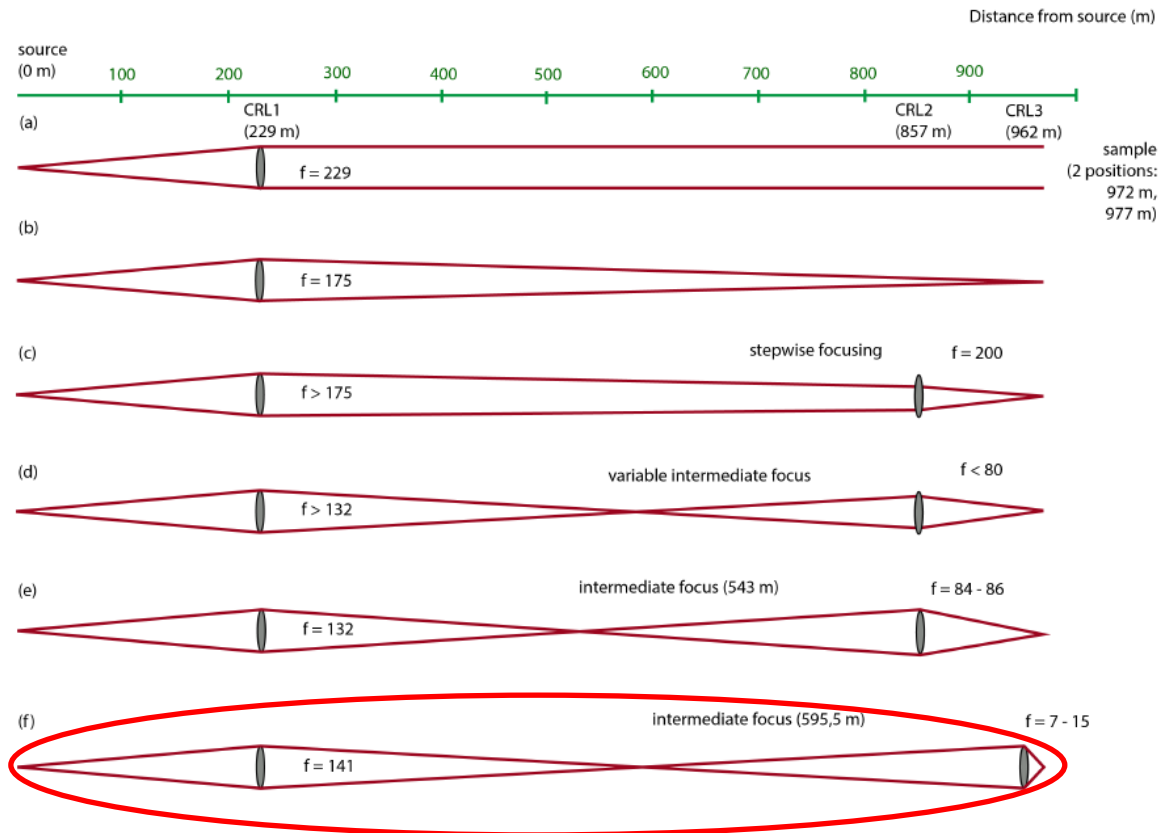 Distance from source (m)
source
(0 m)
100 200 300 400 500 600 700 800 900
CRL1
(229 m)
CRL2
(857 m)
CRL3
(962 m)
(a)
f = 229
sample
(2 positions:
972 m,
977 m)
(b)
f = 175
(c)
stepwise focusing
f = 200
f > 175
(d)
variable intermediate focus
f < 80
f > 132
(e)
intermediate focus (543 m)
f = 84 - 86
f = 132
(f)
intermediate focus (595,5 m)
f = 7 - 15
f = 141